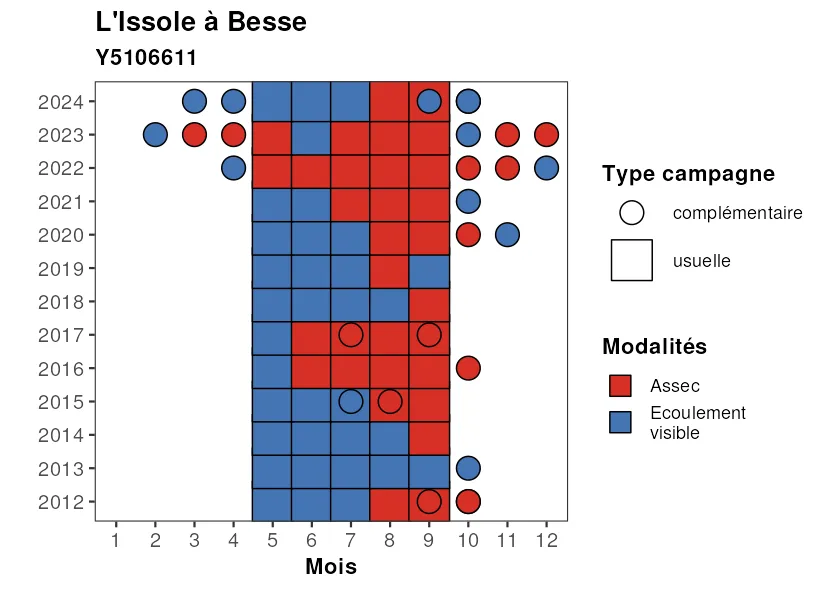 L'Issole à Besse
Y5106611
2024
2023
2022
2021
2020
2019
2018
2017
2016
2015
2014
2013
2012
1 2 3 4 5 6 7 8 9 10 11 12
Mois
Type campagne
complémentaire
usuelle
Modalités
Assec
Ecoulement
visible